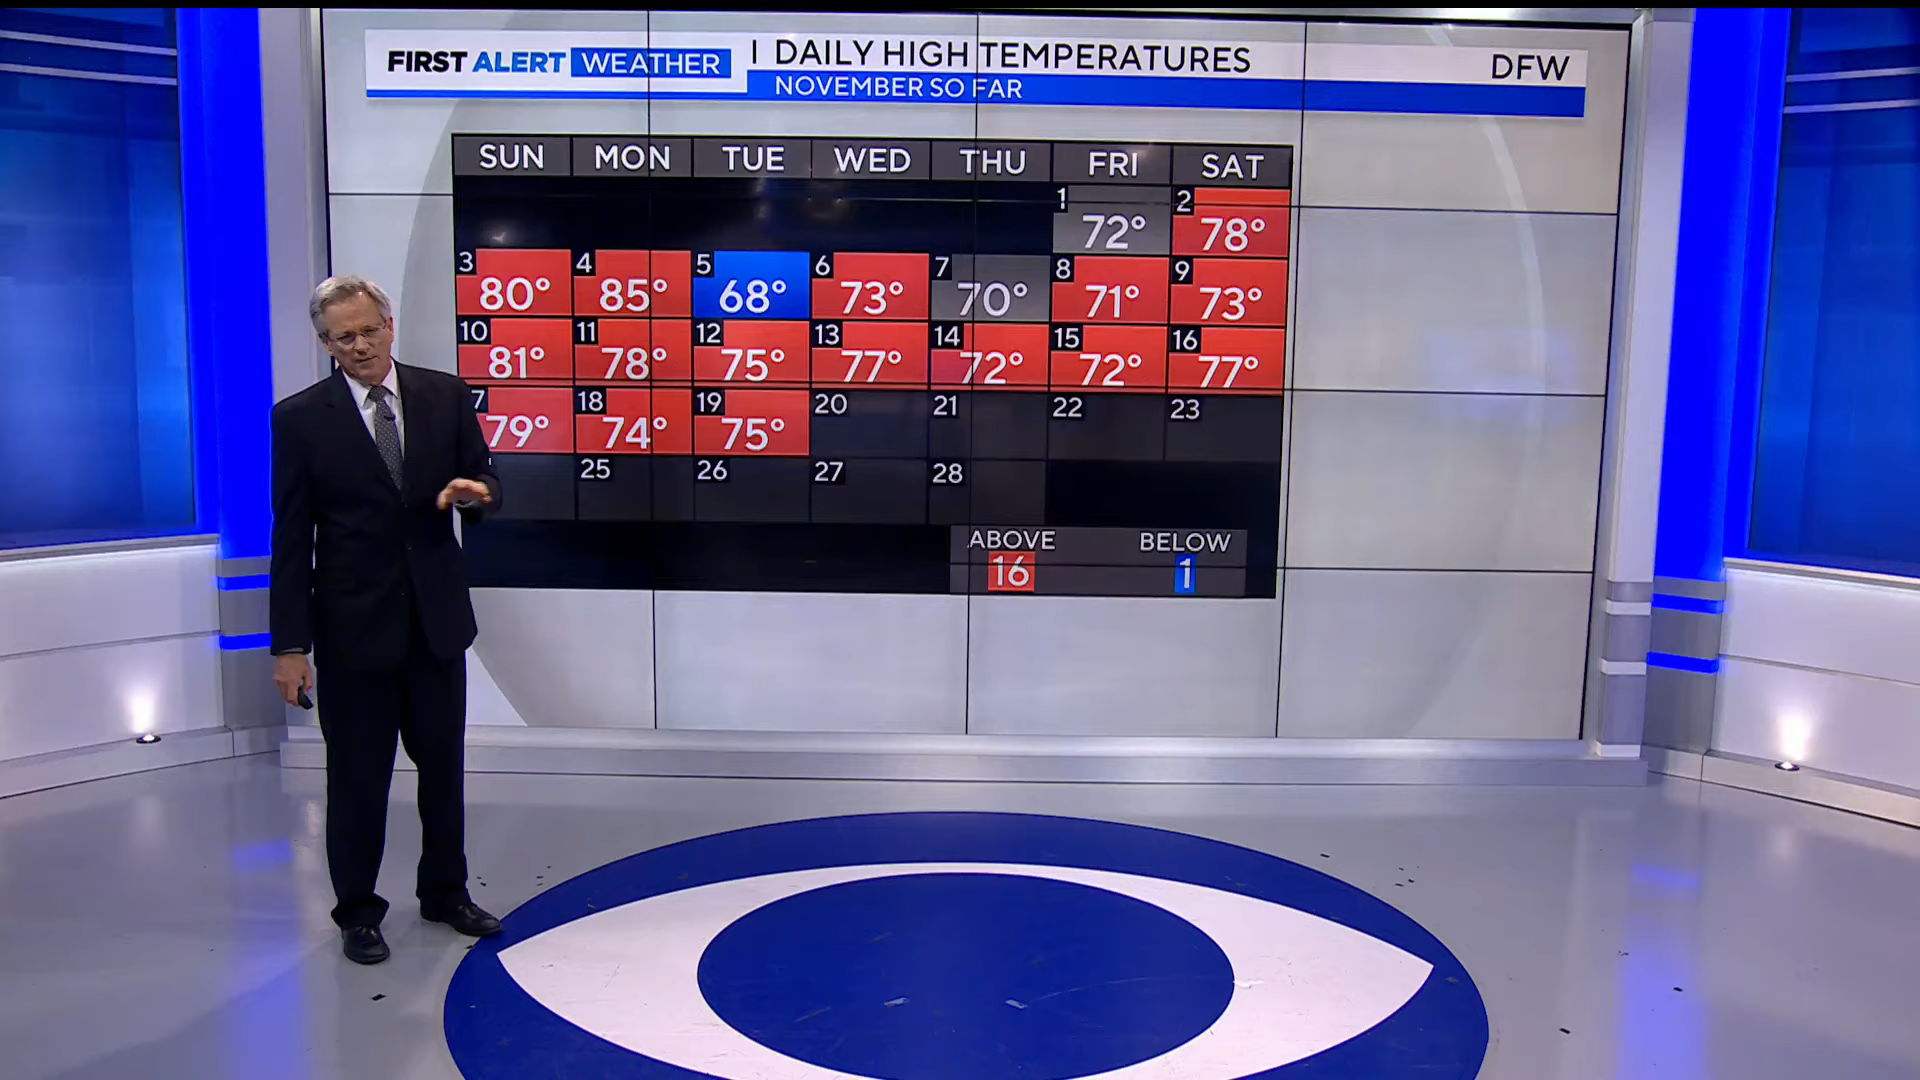 FIRST ALERT WEATHER | DAILY HIGH TEMPERATURES DFW
NOVEMBER SO FAR
SUN MON TUE WED THU FRI SAT
1 2
72° 78°
3 4 5 6 7 8 9
80° 85° 68° 73° 70° 71° 73°
10 11 12 13 14 15 16
81° 78° 75° 77° 72° 72° 77°
7 18 19 20 21 22 23
79° 74° 75°
25 26 27 28
ABOVE BELOW
16 1